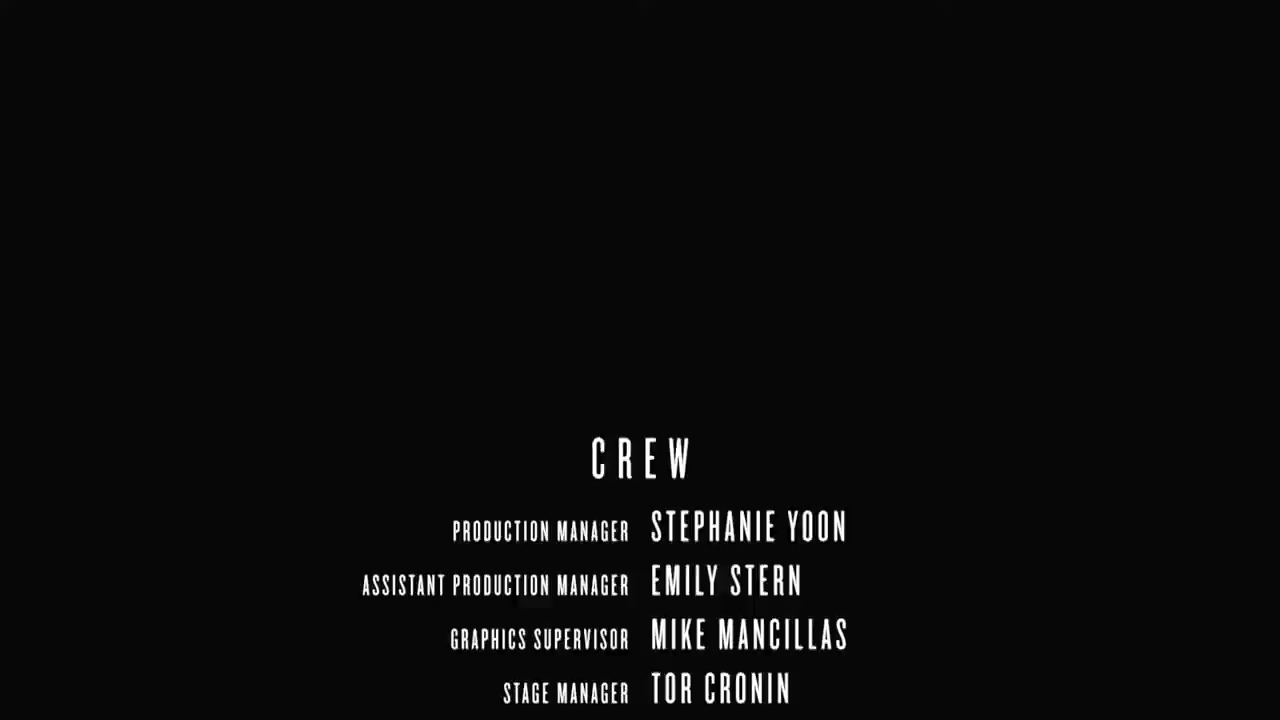 CREW
PRODUCTION MANAGER STEPHANIE YOON
ASSISTANT PRODUCTION MANAGER EMILY STERN
GRAPHICS SUPERVISOR MIKE MANCILLAS
STAGE MANAGER TOR CRONIN